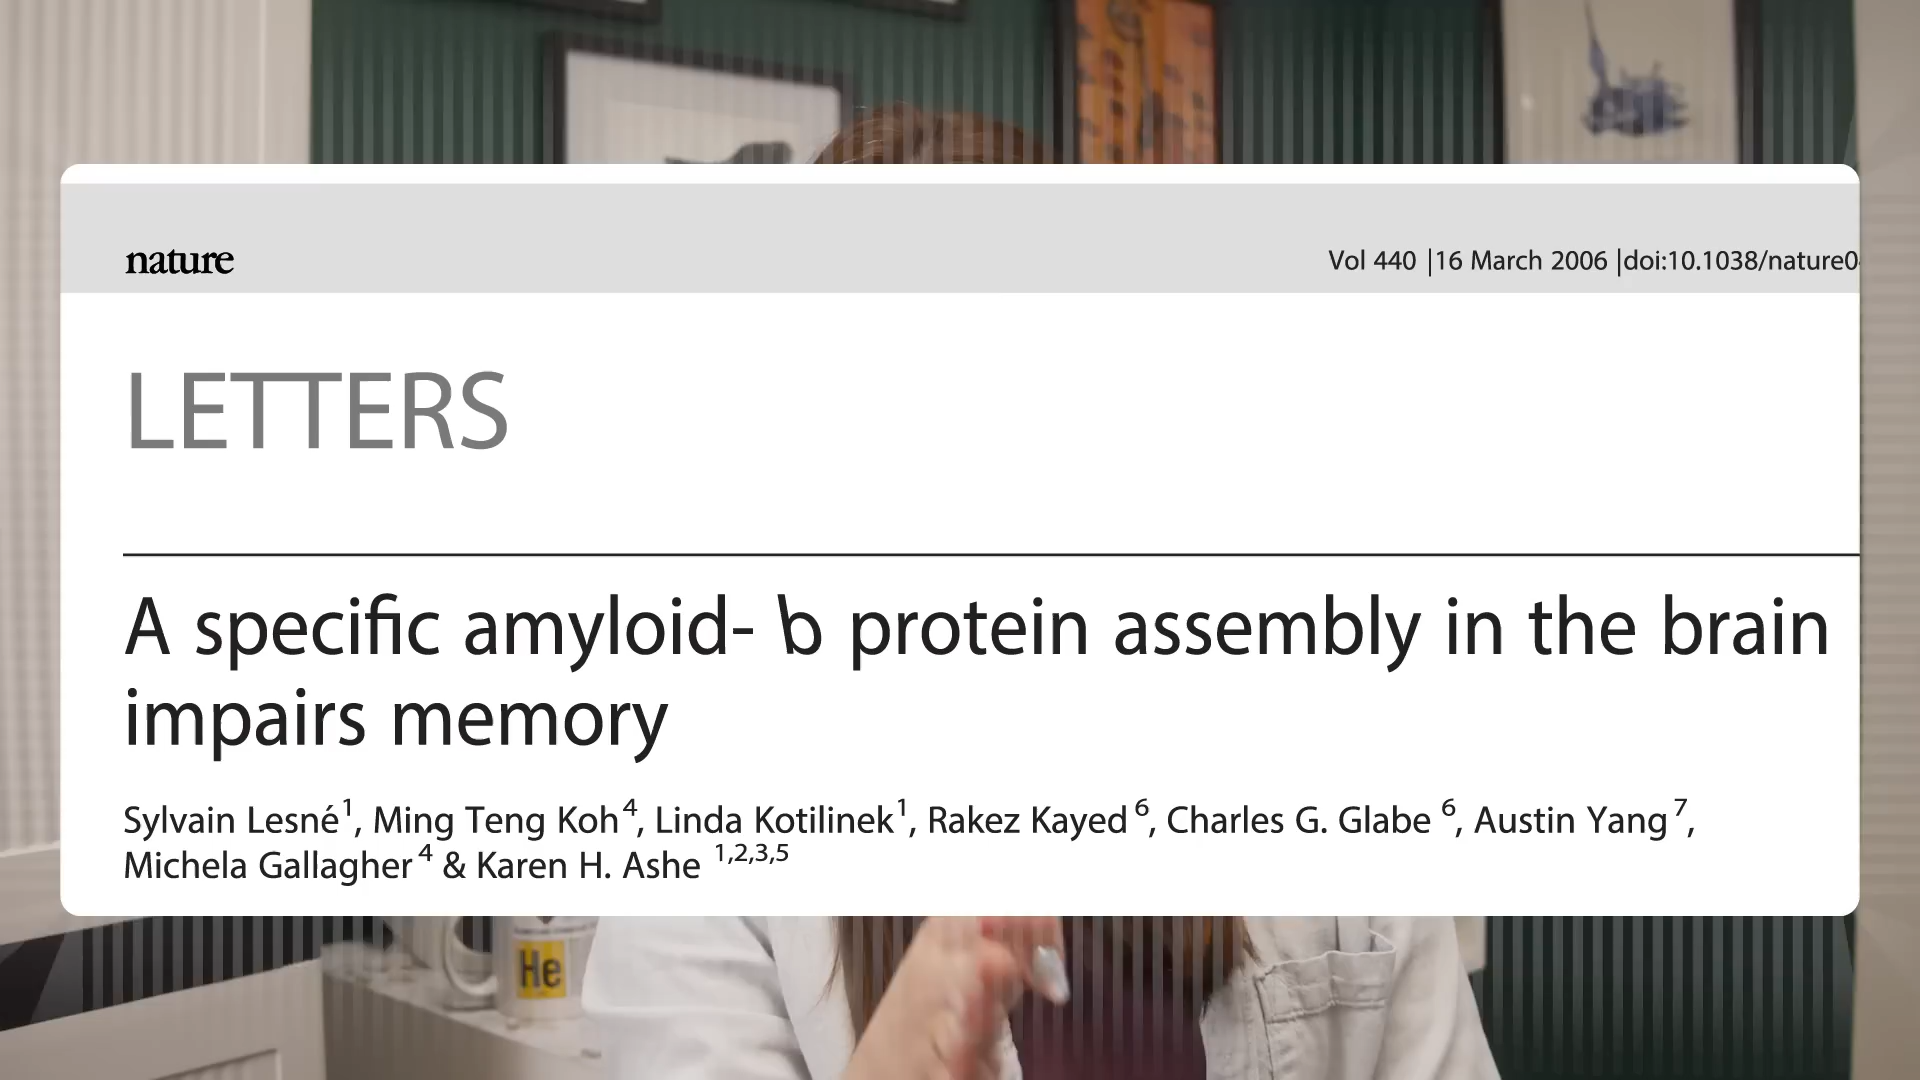 nature
Vol 440 |16 March 2006 |doi:10.1038/nature0
LETTERS
A specific amyloid- b protein assembly in the brain
impairs memory
Sylvain Lesné1, Ming Teng Koh4, Linda Kotilinek1, Rakez Kayed6, Charles G. Glabe6, Austin Yang7,
Michela Gallagher4 & Karen H. Ashe 1,2,3,5
He